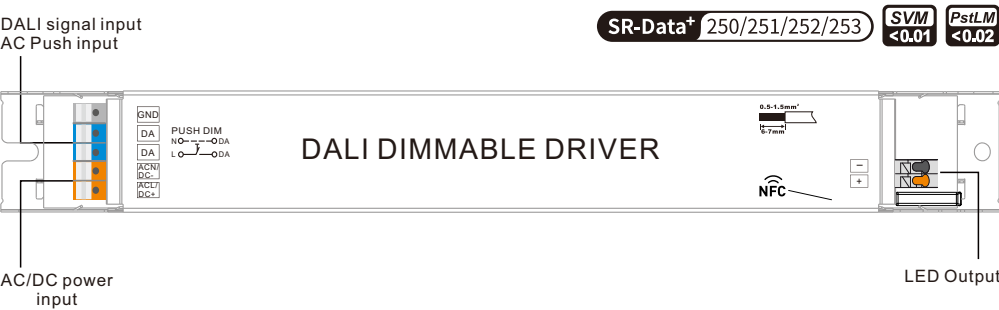 DALI signal input
AC Push input
SR-Data+ 250/251/252/253
SVM
<0.01
PstLM
<0.02
GND
DA
DA
ACN/
DC-
ACL/
DC+
PUSH DIM
N DA
L DA
DALI DIMMABLE DRIVER
0.5-1.5mm²
6-7mm
NFC
−
+
AC/DC power
input
LED Output